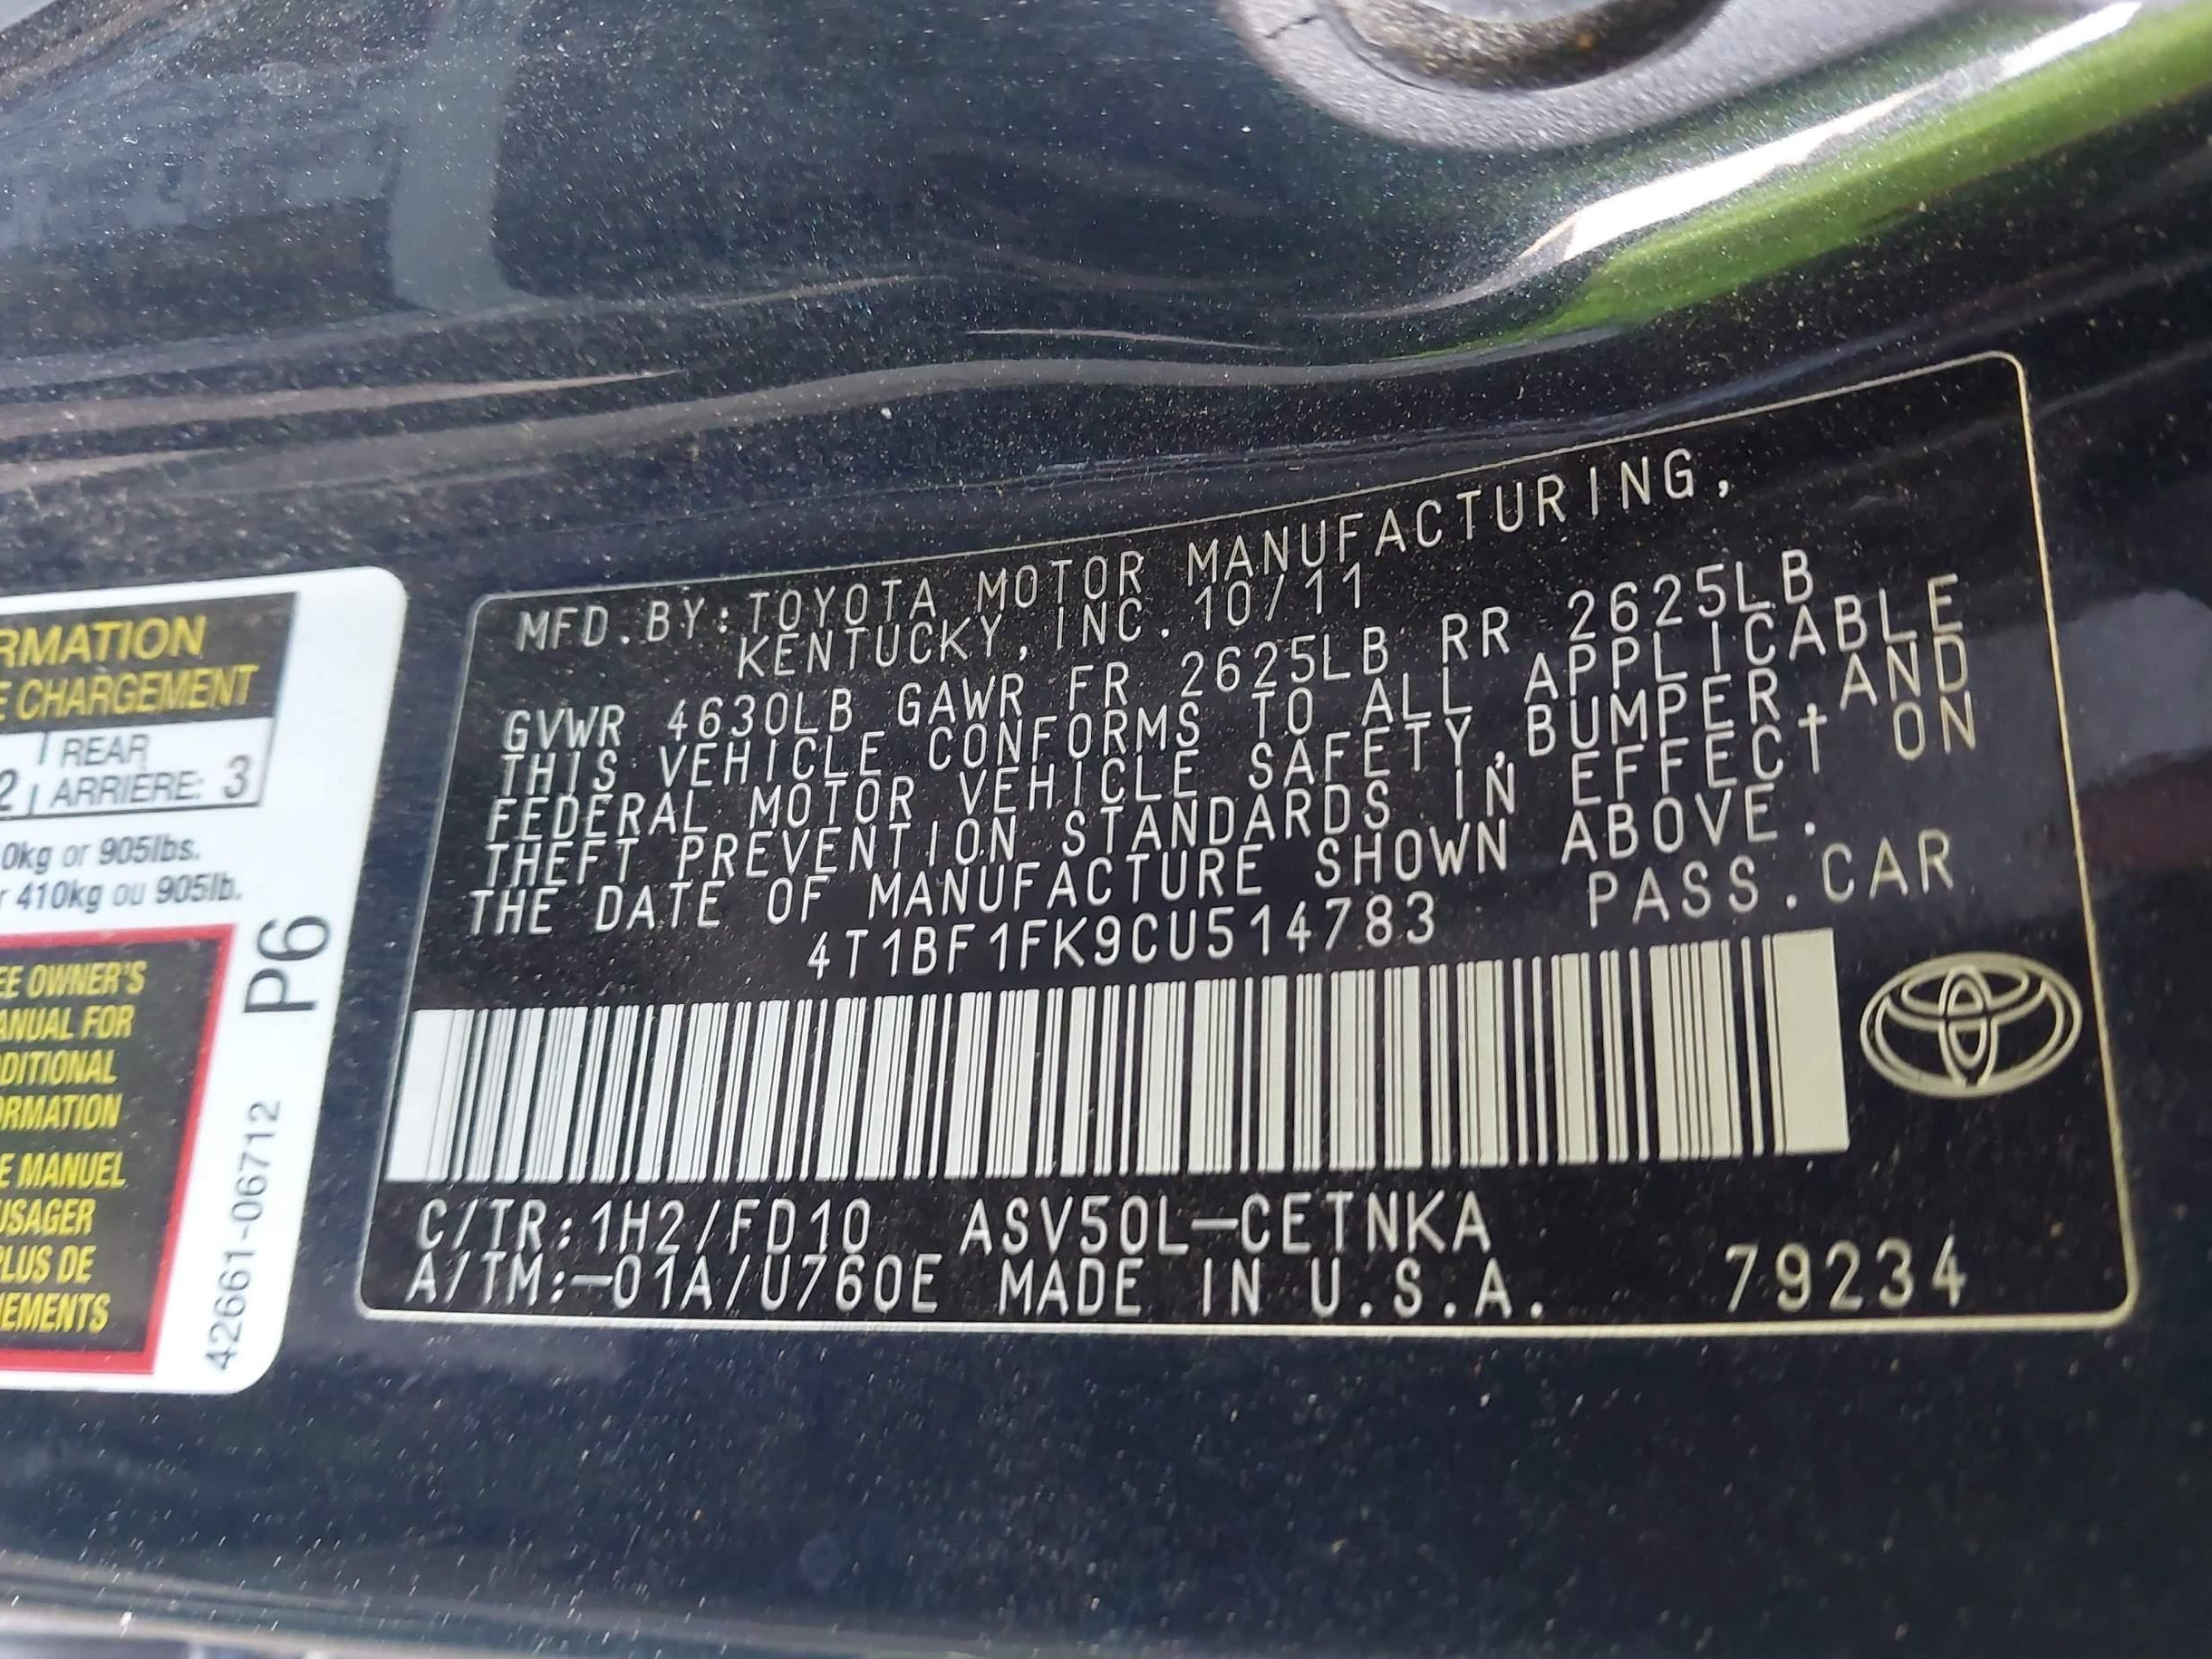 RMATION
E CHARGEMENT
REAR
2 ARRIÈRE: 3
0kg or 905lbs.
r 410kg ou 905lb.
EE OWNER'S
ANUAL FOR
DDITIONAL
ORMATION
E MANUEL
USAGER
PLUS DE
NEMENTS
P6
42661-06712
MFD.BY:TOYOTA MOTOR MANUFACTURING,
KENTUCKY,INC.10/11
GVWR 4630LB GAWR FR 2625LB RR 2625LB
THIS VEHICLE CONFORMS TO ALL APPLICABLE
FEDERAL MOTOR VEHICLE SAFETY,BUMPER,AND
THEFT PREVENTION STANDARDS IN EFFECT ON
THE DATE OF MANUFACTURE SHOWN ABOVE.
4T1BF1FK9CU514783 PASS.CAR
C/TR:1H2/FD10 ASV50L-CETNKA
A/TM:-01A/U760E MADE IN U.S.A. 79234